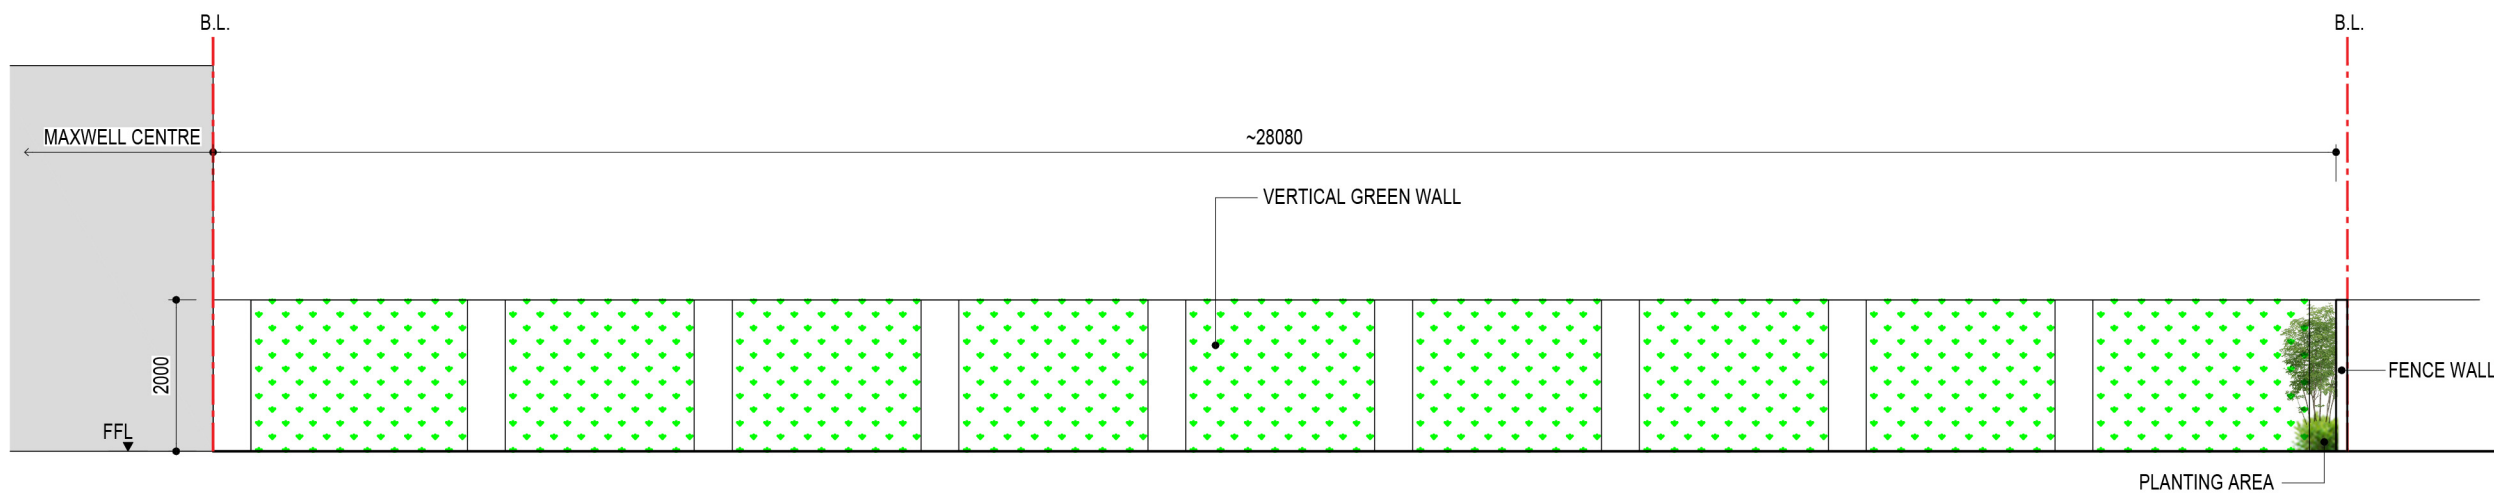 B.L.
B.L.
MAXWELL CENTRE
~28080
VERTICAL GREEN WALL
2000
FENCE WALL
FFL
PLANTING AREA